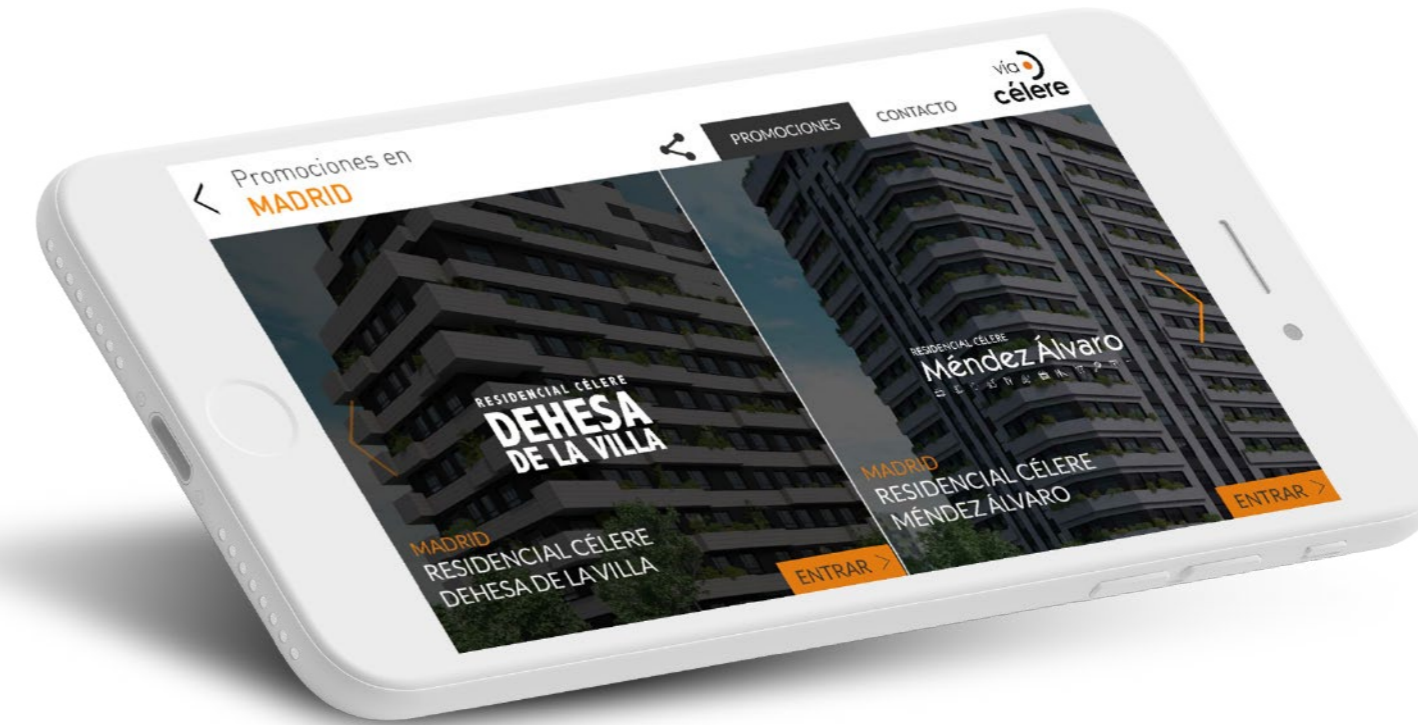 Promociones en
MADRID
PROMOCIONES
CONTACTO
vía
célere
RESIDENCIAL CÉLERE
DEHESA
DE LA VILLA
MADRID
RESIDENCIAL CÉLERE
DEHESA DE LA VILLA
ENTRAR >
RESIDENCIAL CÉLERE
Méndez Álvaro
MADRID
RESIDENCIAL CÉLERE
MÉNDEZ ÁLVARO
ENTRAR >